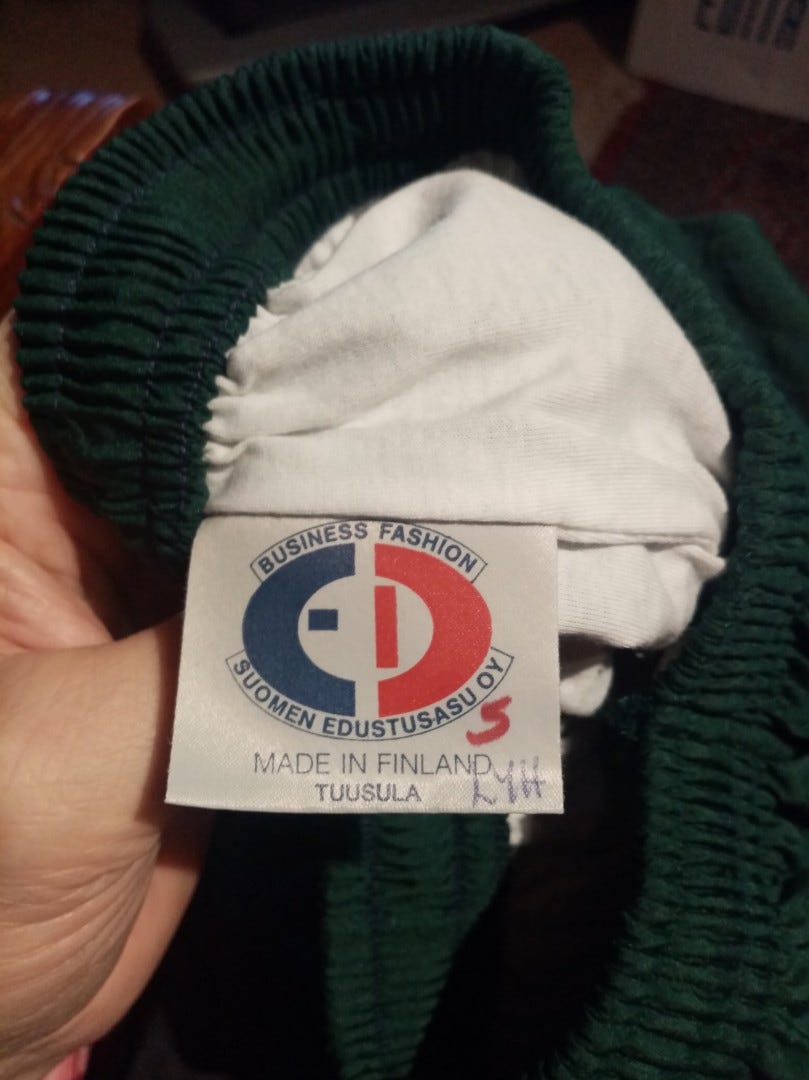 BUSINESS FASHION
SUOMEN EDUSTUSASU OY
S
MADE IN FINLAND
TUUSULA
LYH